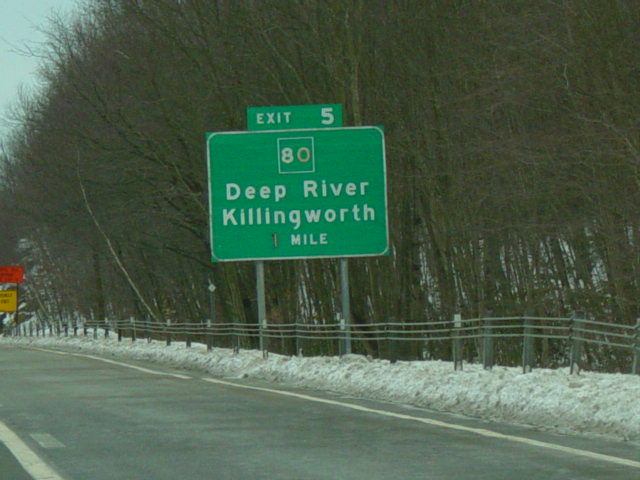 EXIT 5
80
Deep River
Killingworth
1 MILE